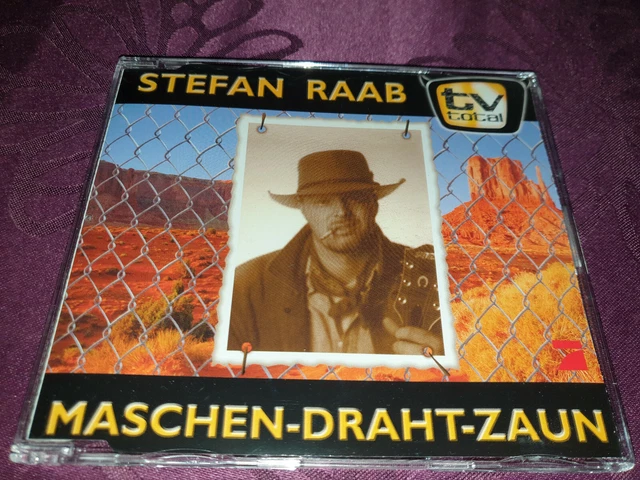 STEFAN RAAB
tv
total
MASCHEN-DRAHT-ZAUN